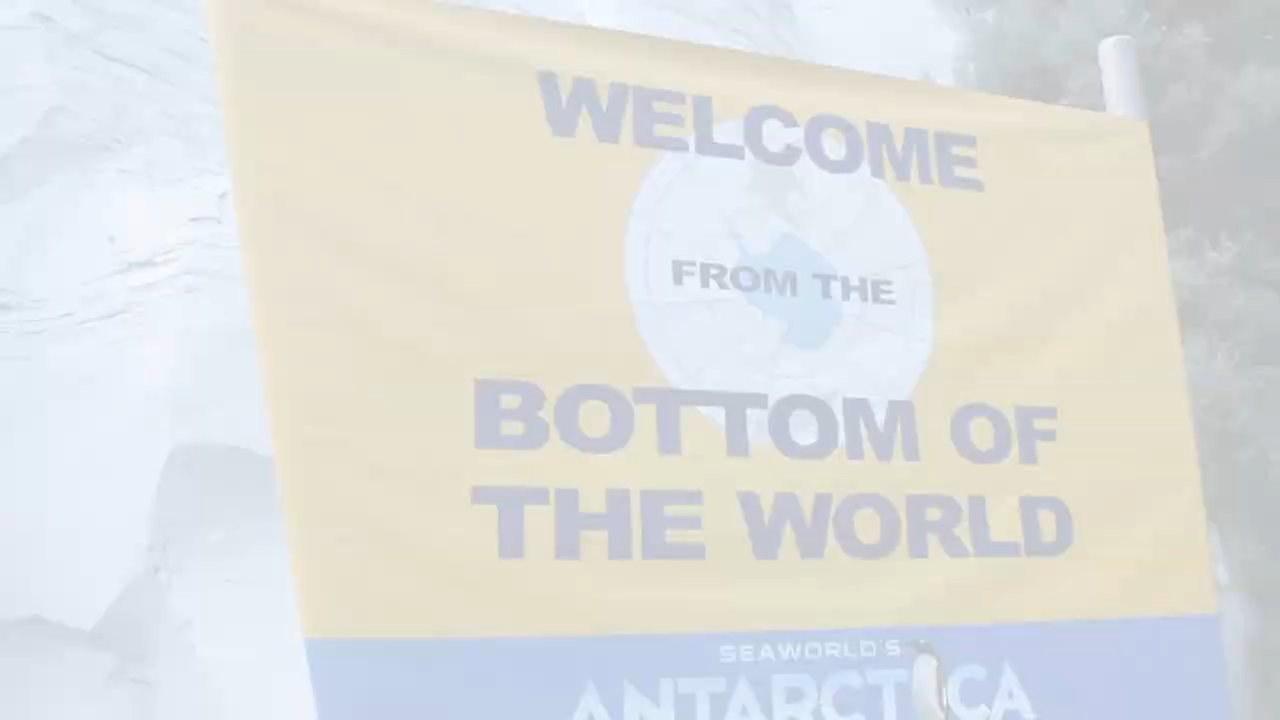 WELCOME
FROM THE
BOTTOM OF
THE WORLD
SEAWORLD'S
ANTARCTICA